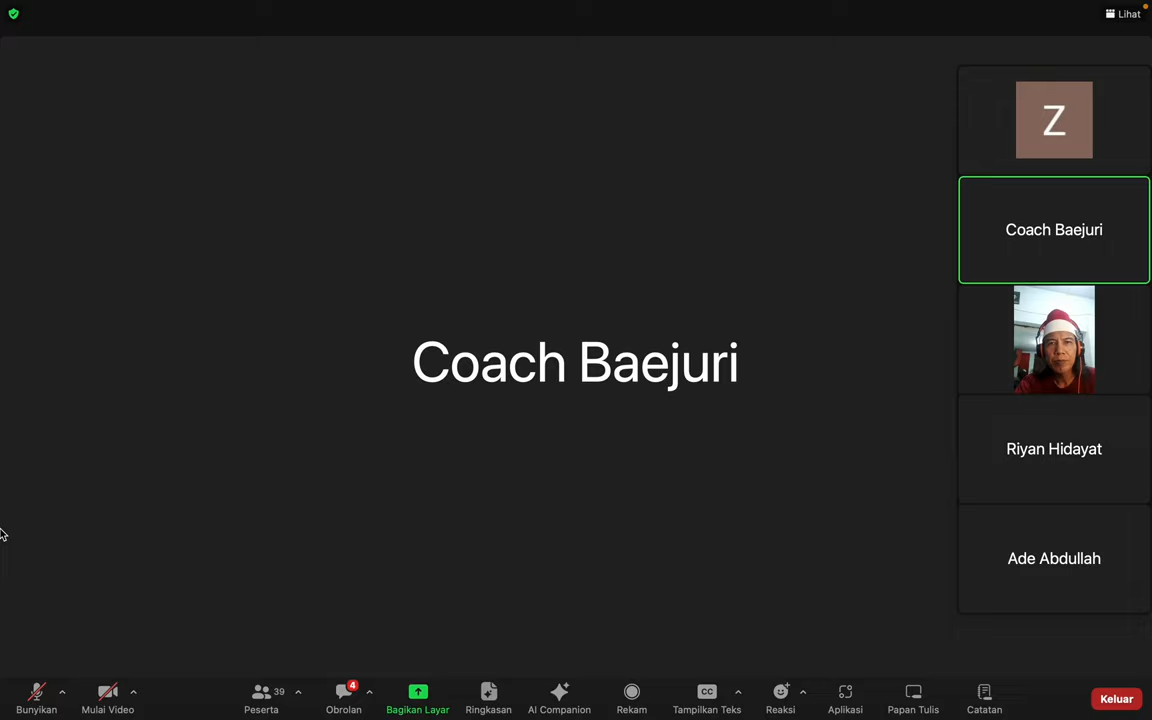 Lihat
Z
Coach Baejuri
Coach Baejuri
Riyan Hidayat
Ade Abdullah
Bunyikan
Mulai Video
39
Peserta
4
Obrolan
Bagikan Layar
Ringkasan
AI Companion
Rekam
CC
Tampilkan Teks
Reaksi
Aplikasi
Papan Tulis
Catatan
Keluar